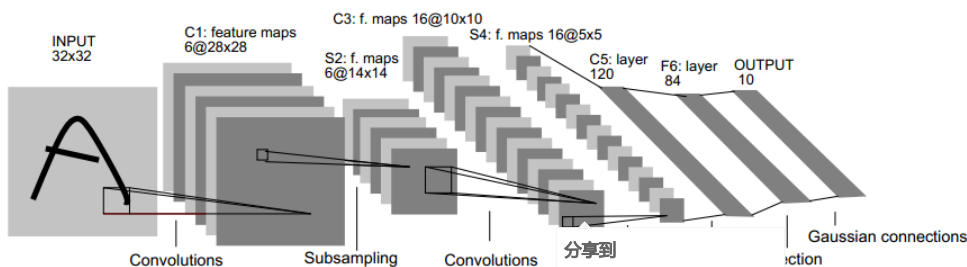 INPUT
32x32
C1: feature maps
6@28x28
S2: f. maps
6@14x14
C3: f. maps 16@10x10
S4: f. maps 16@5x5
C5: layer
120
F6: layer
84
OUTPUT
10
Convolutions
Subsampling
Convolutions
分享到
Gaussian connections